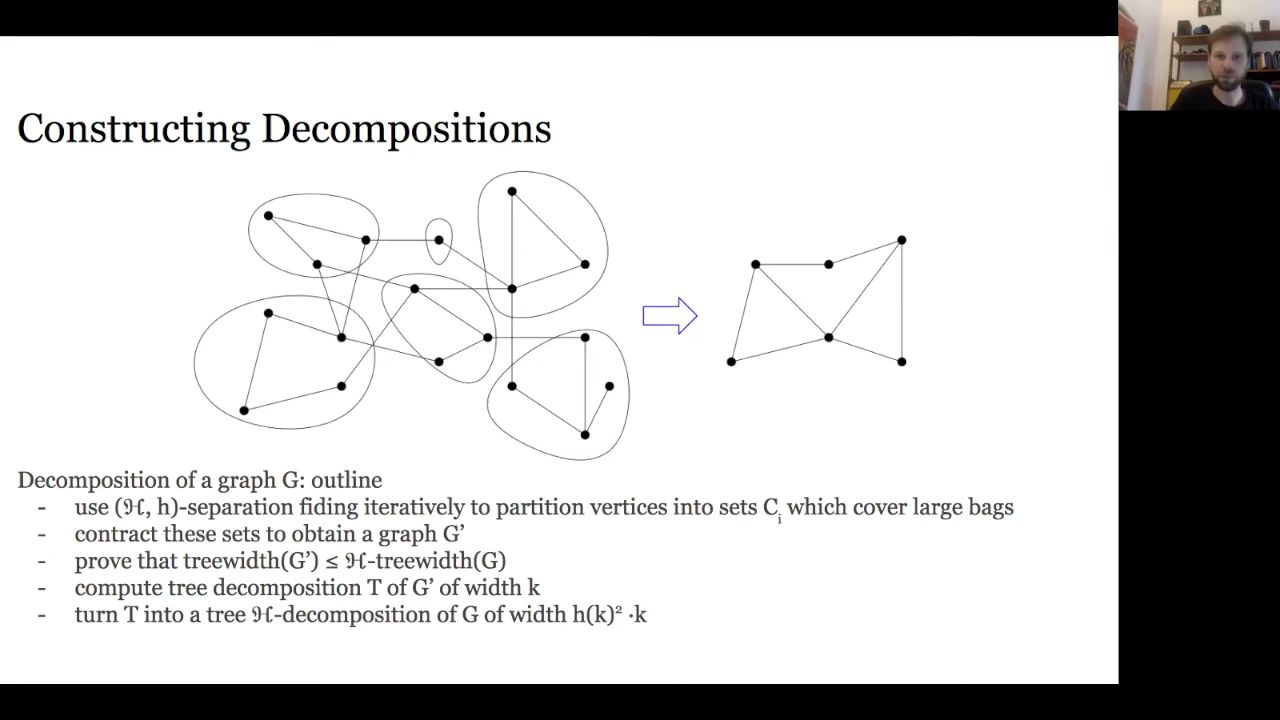 Constructing Decompositions
Decomposition of a graph G: outline
- use (ℋ, h)-separation fiding iteratively to partition vertices into sets Cᵢ which cover large bags
- contract these sets to obtain a graph G’
- prove that treewidth(G’) ≤ ℋ-treewidth(G)
- compute tree decomposition T of G’ of width k
- turn T into a tree ℋ-decomposition of G of width h(k)² ·k